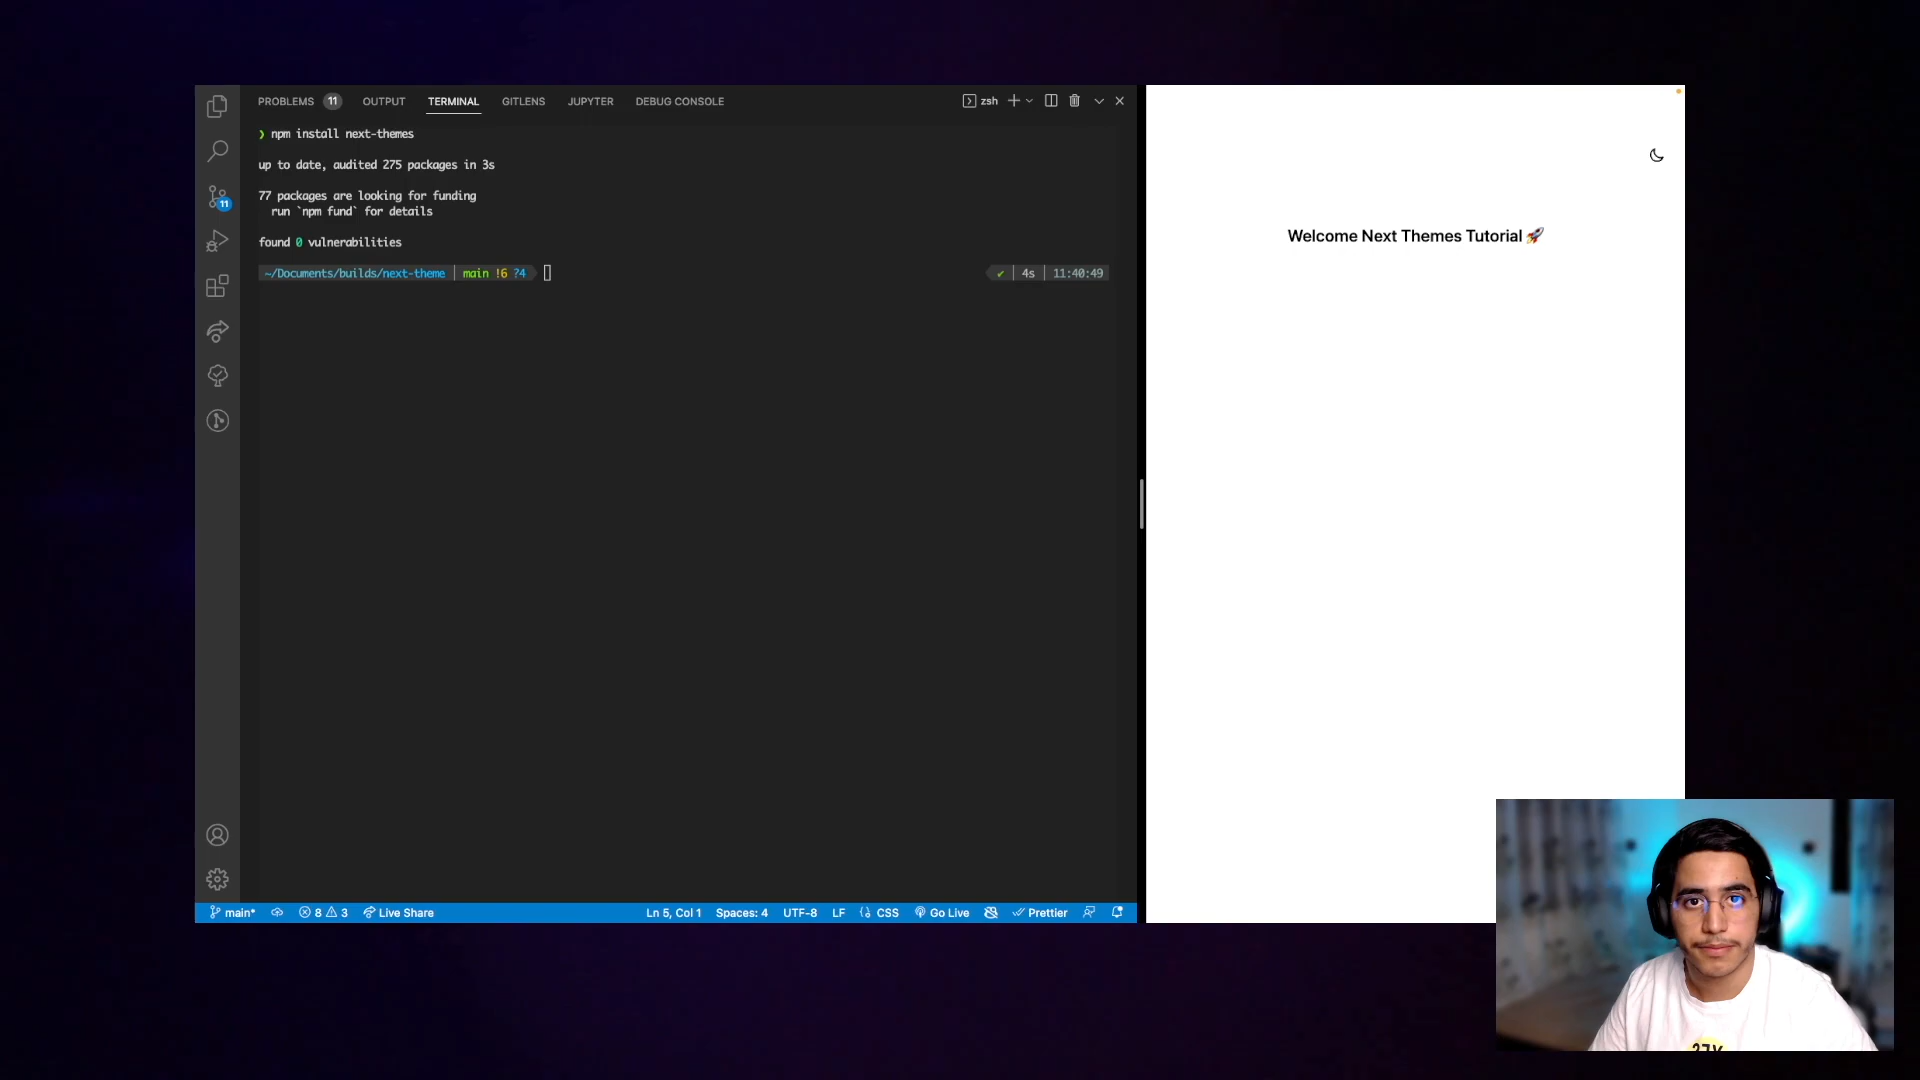 PROBLEMS 11 OUTPUT TERMINAL GITLENS JUPYTER DEBUG CONSOLE zsh
❯ npm install next-themes
up to date, audited 275 packages in 3s
77 packages are looking for funding
run `npm fund` for details
found 0 vulnerabilities
~/Documents/builds/next-theme main !6 ?4 ✔ 4s 11:40:49
11
main* 8 3 Live Share Ln 5, Col 1 Spaces: 4 UTF-8 LF CSS Go Live Prettier
Welcome Next Themes Tutorial 🚀